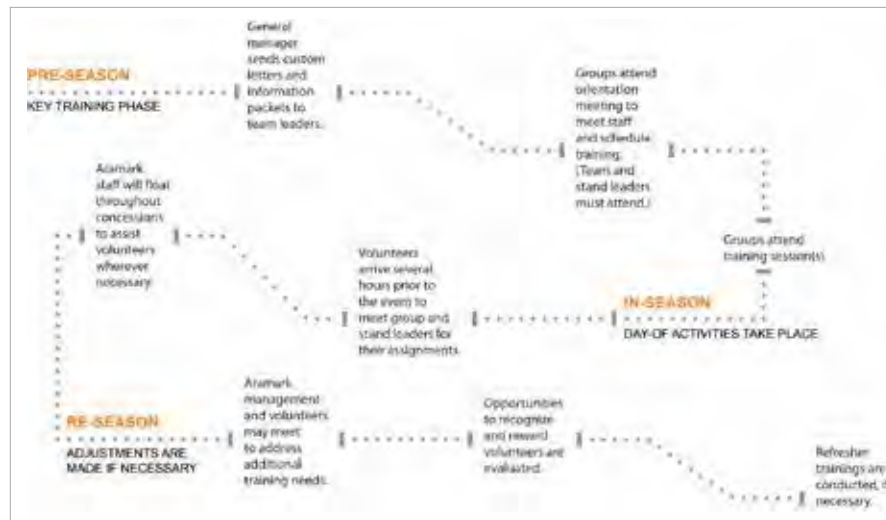 PRE-SEASON
KEY TRAINING PHASE
General
manager
sends custom
letters and
information
packets to
team leaders.
Groups attend
orientation
meeting to
meet staff
and schedule
training.
(Team and
stand leaders
must attend.)
Groups attend
training session(s)
IN-SEASON
DAY-OF ACTIVITIES TAKE PLACE
Volunteers
arrive several
hours prior to
the event to
meet group and
stand leaders for
their assignments
Aramark
staff will float
throughout
concessions
to assist
volunteers
wherever
necessary
RE-SEASON
ADJUSTMENTS ARE
MADE IF NECESSARY
Aramark
management
and volunteers
may meet
to address
additional
training needs.
Opportunities
to recognize
and reward
volunteers are
evaluated.
Refresher
trainings are
conducted, i
necessary.